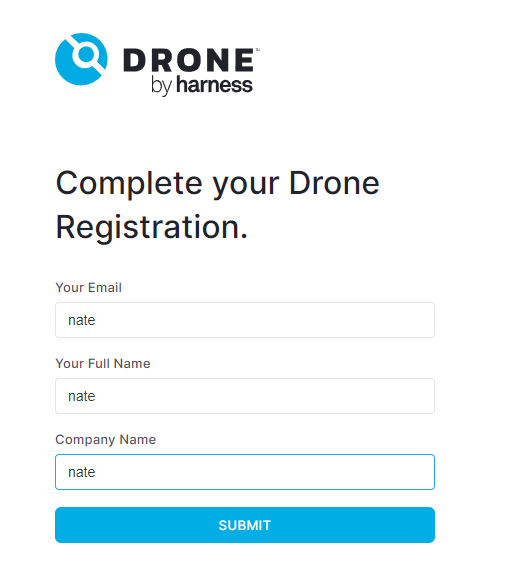 DRONE™
by harness
Complete your Drone
Registration.
Your Email
nate
Your Full Name
nate
Company Name
nate
SUBMIT